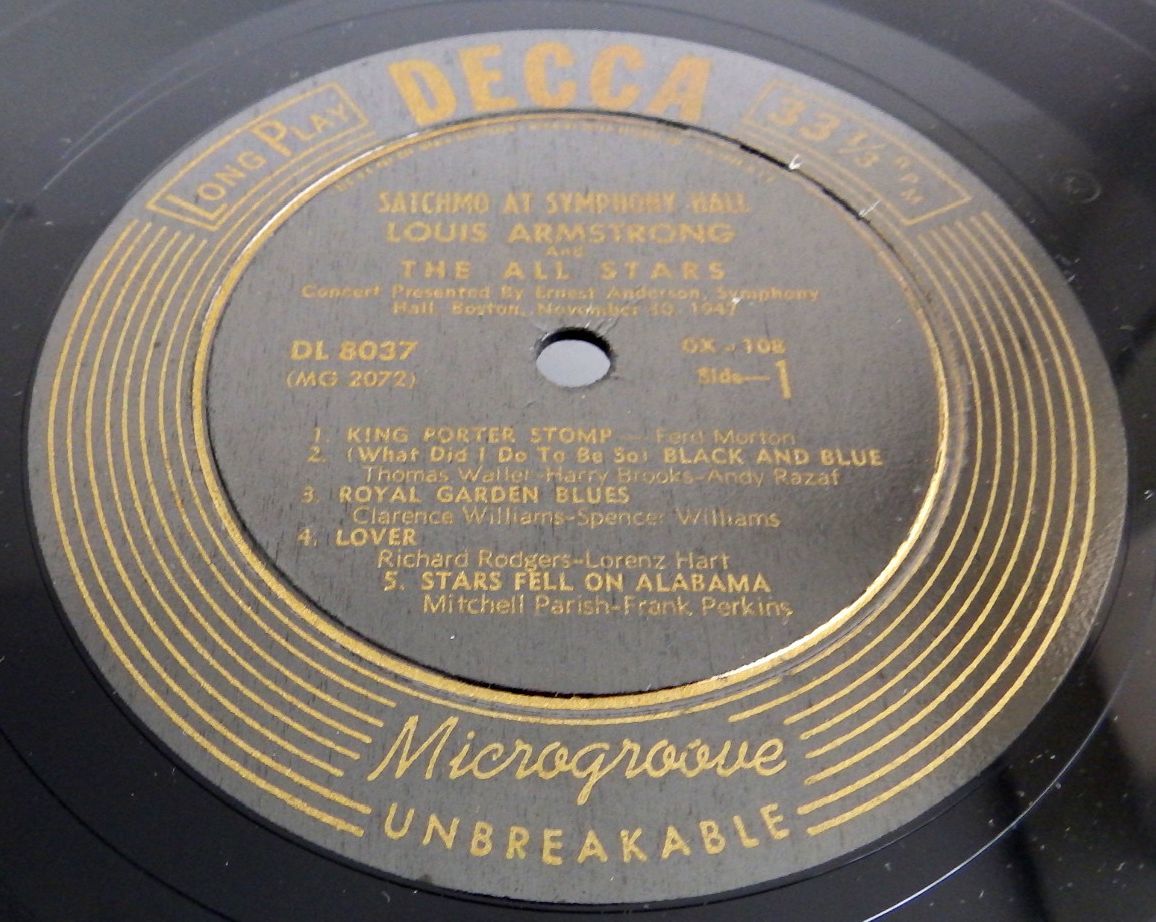 DECCA
LONG PLAY
33 1/3 RPM
SATCHMO AT SYMPHONY HALL
LOUIS ARMSTRONG
And
THE ALL STARS
Concert Presented By Ernest Anderson, Symphony
Hall, Boston, November 30, 1947
DL 8037
(MG 2072)
DX-108
Side—1
1. KING PORTER STOMP — Ferd Morton
2. (What Did I Do To Be So) BLACK AND BLUE
Thomas Waller-Harry Brooks-Andy Razaf
3. ROYAL GARDEN BLUES
Clarence Williams-Spencer Williams
4. LOVER
Richard Rodgers-Lorenz Hart
5. STARS FELL ON ALABAMA
Mitchell Parish-Frank Perkins
Microgroove
UNBREAKABLE